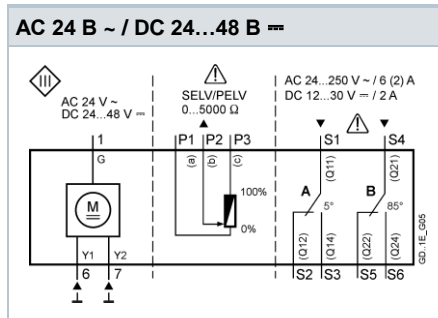 AC 24 B ~ / DC 24...48 B ⎓
III
AC 24 V ~
DC 24...48 V ⎓
SELV/PELV
0...5000 Ω
AC 24...250 V ~ / 6 (2) A
DC 12...30 V ⎓ / 2 A
1 P1 P2 P3 S1 S4
G (a) (b) (c) (Q11) (Q21)
M
100%
0%
A 5° B 85°
Y1 Y2 (Q12) (Q14) (Q22) (Q24)
6 7 S2 S3 S5 S6
GD..1E_G05